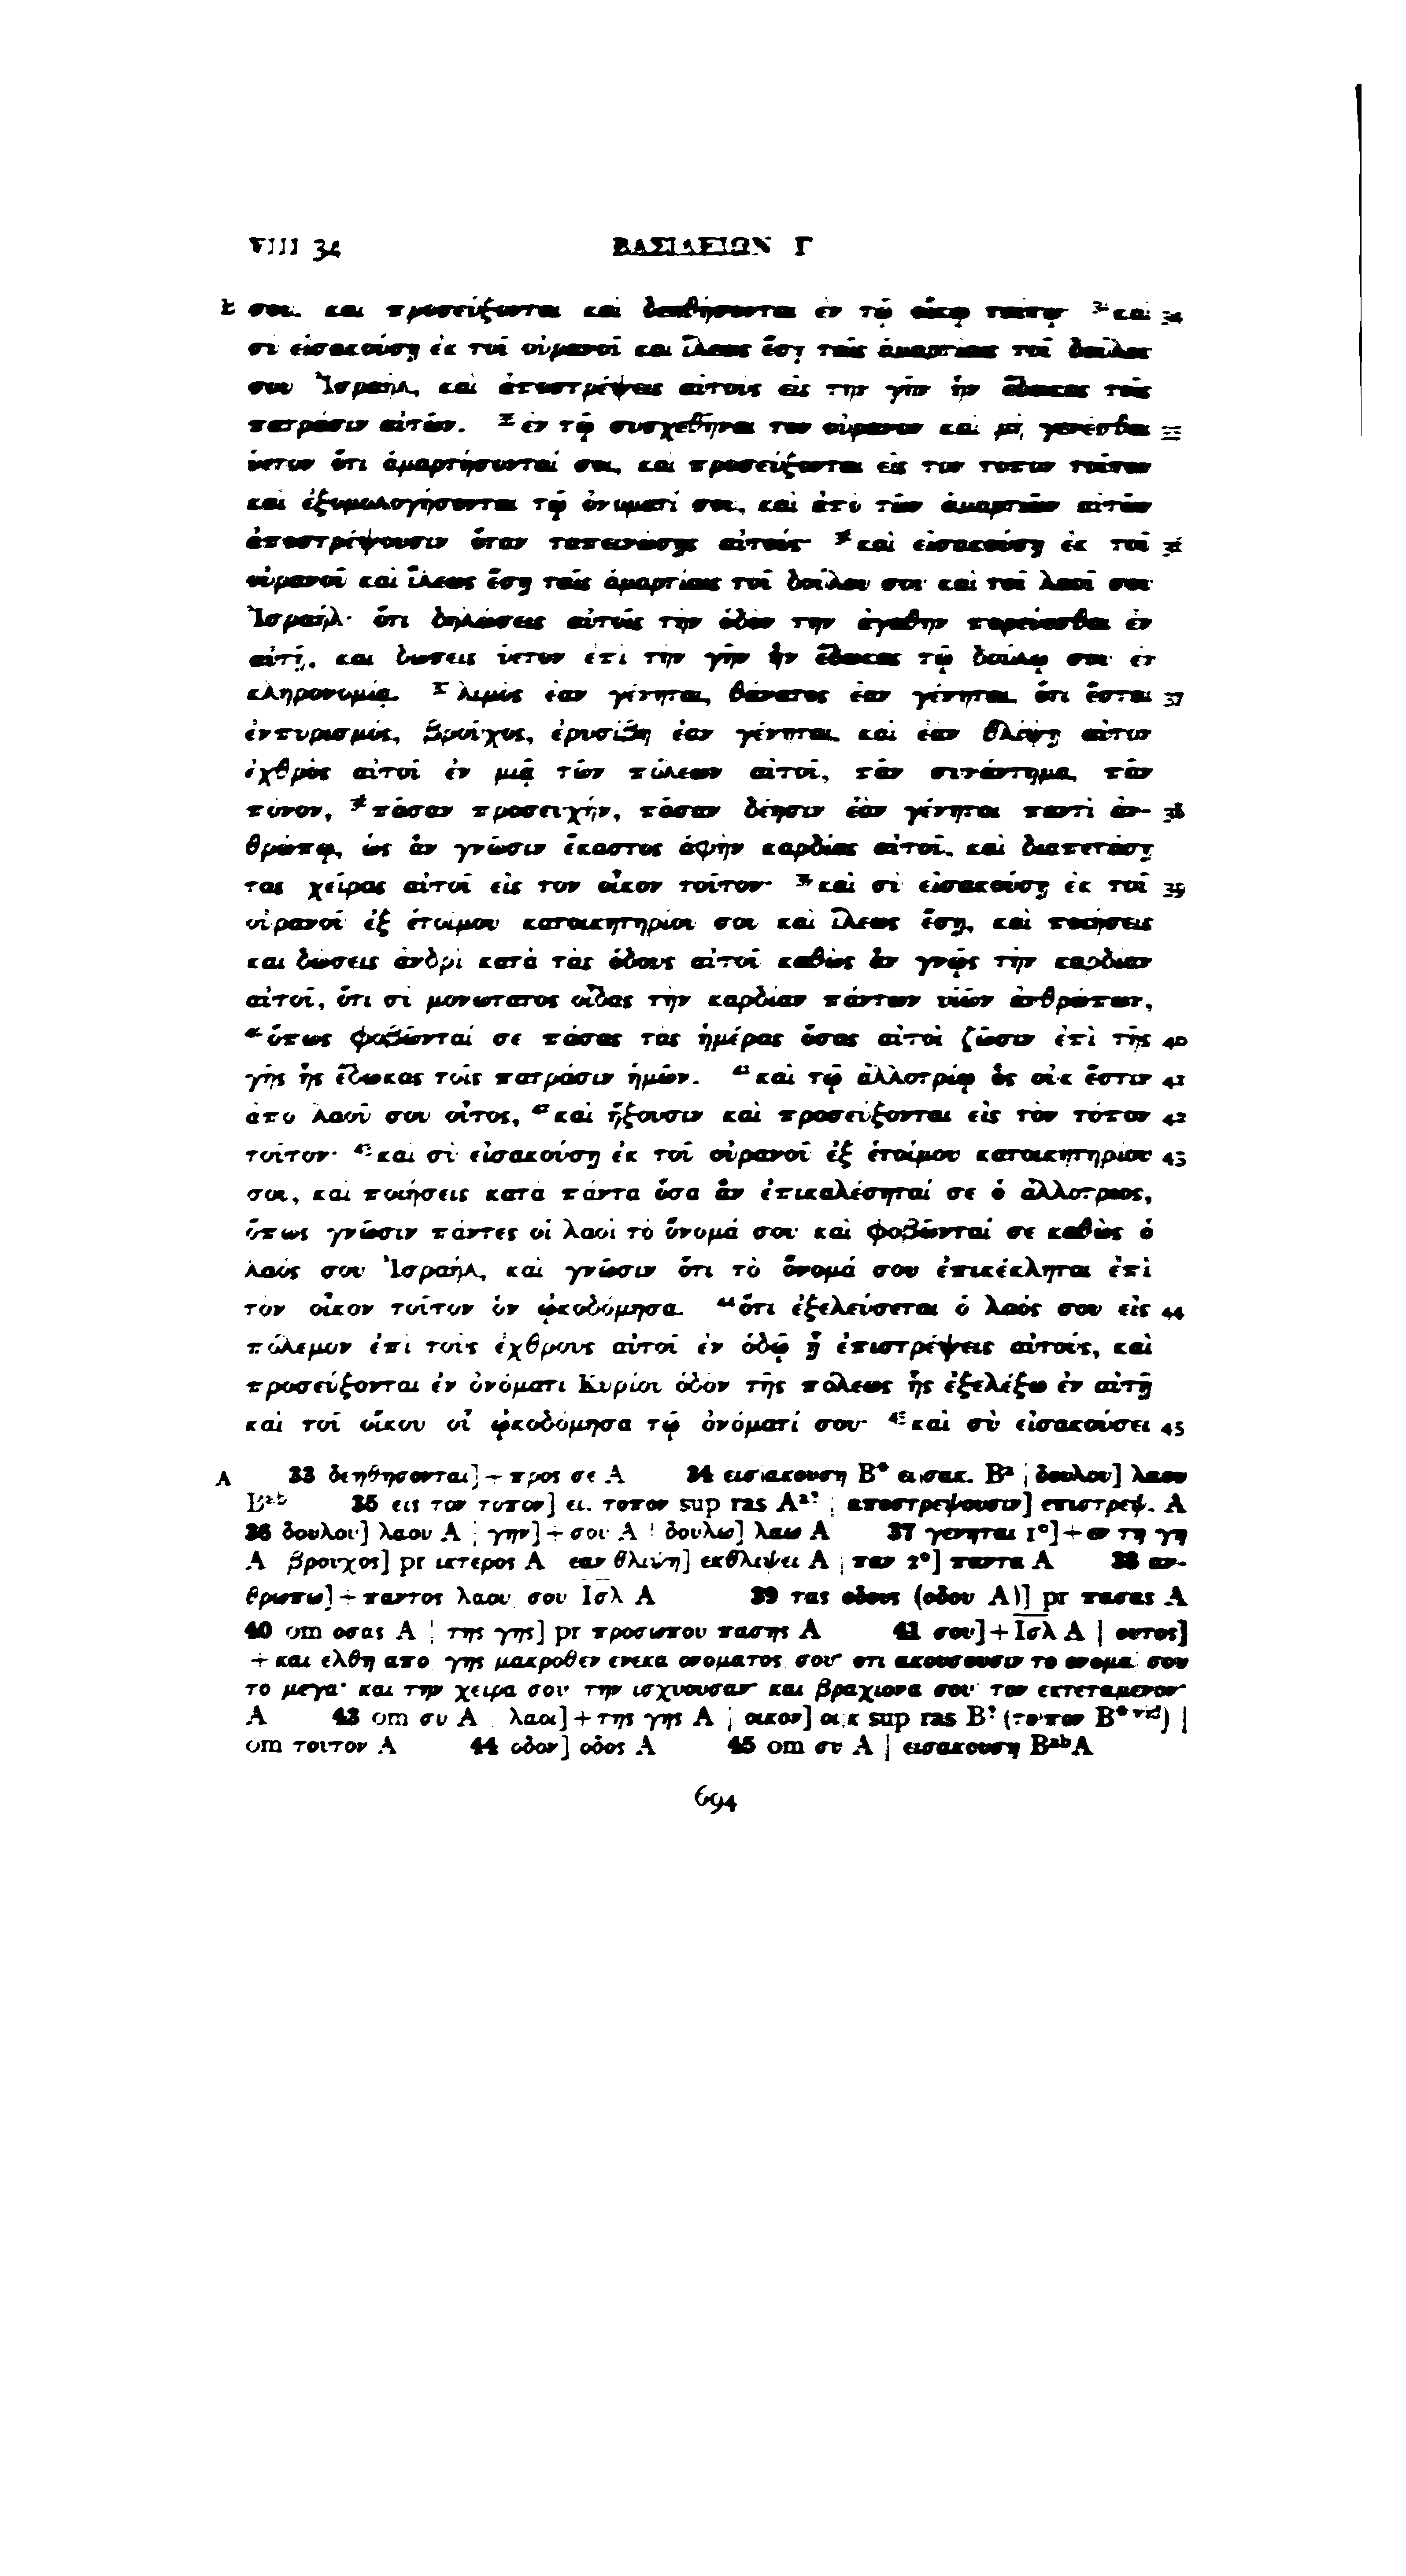 VIII 34 ΒΑΣΙΛΕΙΩΝ Γ
B σου, καὶ προσεύξονται καὶ δεηθήσονται ἐν τῷ οἴκῳ τούτῳ· ³⁴καὶ 34
σὺ εἰσακούσῃ ἐκ τοῦ οὐρανοῦ καὶ ἵλεως ἔσῃ ταῖς ἁμαρτίαις τοῦ δούλου
σου Ἰσραήλ, καὶ ἀποστρέψεις αὐτοὺς εἰς τὴν γῆν ἣν ἔδωκας τοῖς
πατράσιν αὐτῶν. ³⁵ἐν τῷ συσχεθῆναι τὸν οὐρανὸν καὶ μὴ γενέσθαι 35
ὑετὸν ὅτι ἁμαρτήσονταί σοι, καὶ προσεύξονται εἰς τὸν τόπον τοῦτον
καὶ ἐξομολογήσονται τῷ ὀνόματί σου, καὶ ἀπὸ τῶν ἁμαρτιῶν αὐτῶν
ἀποστρέψουσιν ὅταν ταπεινώσῃς αὐτούς· ³⁶καὶ εἰσακούσῃ ἐκ τοῦ 36
οὐρανοῦ καὶ ἵλεως ἔσῃ ταῖς ἁμαρτίαις τοῦ δούλου σου καὶ τοῦ λαοῦ σου
Ἰσραήλ· ὅτι δηλώσεις αὐτοῖς τὴν ὁδὸν τὴν ἀγαθὴν πορεύεσθαι ἐν
αὐτῇ, καὶ δώσεις ὑετὸν ἐπὶ τὴν γῆν ἣν ἔδωκας τῷ δούλῳ σου ἐν
κληρονομίᾳ. ³⁷λιμὸς ἐὰν γένηται, θάνατος ἐὰν γένηται, ὅτι ἔσται 37
ἐνπυρισμός, βροῦχος, ἐρυσίβη ἐὰν γένηται, καὶ ἐὰν θλίψῃ αὐτὸν
ἐχθρὸς αὐτοῦ ἐν μιᾷ τῶν πόλεων αὐτοῦ, πᾶν συνάντημα, πᾶν
πόνον, ³⁸πᾶσαν προσευχήν, πᾶσαν δέησιν ἐὰν γένηται παντὶ ἀν- 38
θρώπῳ, ὡς ἂν γνῶσιν ἕκαστος ἁφὴν καρδίας αὐτοῦ, καὶ διαπετάσῃ
τὰς χεῖρας αὐτοῦ εἰς τὸν οἶκον τοῦτον· ³⁹καὶ σὺ εἰσακούσῃ ἐκ τοῦ 39
οὐρανοῦ ἐξ ἑτοίμου κατοικητηρίου σου καὶ ἵλεως ἔσῃ, καὶ ποιήσεις
καὶ δώσεις ἀνδρὶ κατὰ τὰς ὁδοὺς αὐτοῦ καθὼς ἂν γνῷς τὴν καρδίαν
αὐτοῦ, ὅτι σὺ μονώτατος οἶδας τὴν καρδίαν πάντων υἱῶν ἀνθρώπων,
⁴⁰ὅπως φοβῶνταί σε πάσας τὰς ἡμέρας ὅσας αὐτοὶ ζῶσιν ἐπὶ τῆς 40
γῆς ἧς ἔδωκας τοῖς πατράσιν ἡμῶν. ⁴¹καὶ τῷ ἀλλοτρίῳ ὃς οὐκ ἔστιν 41
ἀπὸ λαοῦ σου οὗτος, ⁴²καὶ ἥξουσιν καὶ προσεύξονται εἰς τὸν τόπον 42
τοῦτον· ⁴³καὶ σὺ εἰσακούσῃ ἐκ τοῦ οὐρανοῦ ἐξ ἑτοίμου κατοικητηρίου 43
σου, καὶ ποιήσεις κατὰ πάντα ὅσα ἂν ἐπικαλέσηταί σε ὁ ἀλλότριος,
ὅπως γνῶσιν πάντες οἱ λαοὶ τὸ ὄνομά σου καὶ φοβῶνταί σε καθὼς ὁ
λαός σου Ἰσραήλ, καὶ γνῶσιν ὅτι τὸ ὄνομά σου ἐπικέκληται ἐπὶ
τὸν οἶκον τοῦτον ὃν ᾠκοδόμησα. ⁴⁴ὅτι ἐξελεύσεται ὁ λαός σου εἰς 44
πόλεμον ἐπὶ τοὺς ἐχθροὺς αὐτοῦ ἐν ὁδῷ ᾗ ἐπιστρέψεις αὐτούς, καὶ
προσεύξονται ἐν ὀνόματι Κυρίου ὁδὸν τῆς πόλεως ἧς ἐξελέξω ἐν αὐτῇ
καὶ τοῦ οἴκου οὗ ᾠκοδόμησα τῷ ὀνόματί σου· ⁴⁵καὶ σὺ εἰσακούσει 45
A 33 δεηθησονται] + προς σε A 34 εισιακουση B* εισακ. Bᵃ | δουλου] λαου
Bᵃᵇ 35 εις τον τοπον] ει. τοπον sup ras Aᵃ? | αποστρεψουσιν] επιστρεψ. A
36 δουλου] λαου A | γην] + σου A | δουλω] λαω A 37 γενηται 1°] + εν τη γη
A βρουχος] pr ικτερος A εαν θλιψη] εκθλιψει A | παν 2°] παντα A 38 αν-
θρωπω] + παντος λαου σου Ισλ A 39 τας οδους (οδου A)] pr πασας A
40 om οσας A | της γης] pr προσωπου πασης A 41 σου] + Ισλ A | ουτος]
+ και ελθη απο γης μακροθεν ενεκα ονοματος σου· οτι ακουσουσιν το ονομα σου
το μεγα· και την χειρα σου την ισχυουσαν· και βραχιονα σου τον εκτεταμενον·
A 43 om συ A λαοι] + της γης A | οικον] οικ sup ras B? (τοπον B* ᵛⁱᵈ) |
om τουτον A 44 οδον] οδος A 45 om συ A | εισακουση BᵃᵇA
694